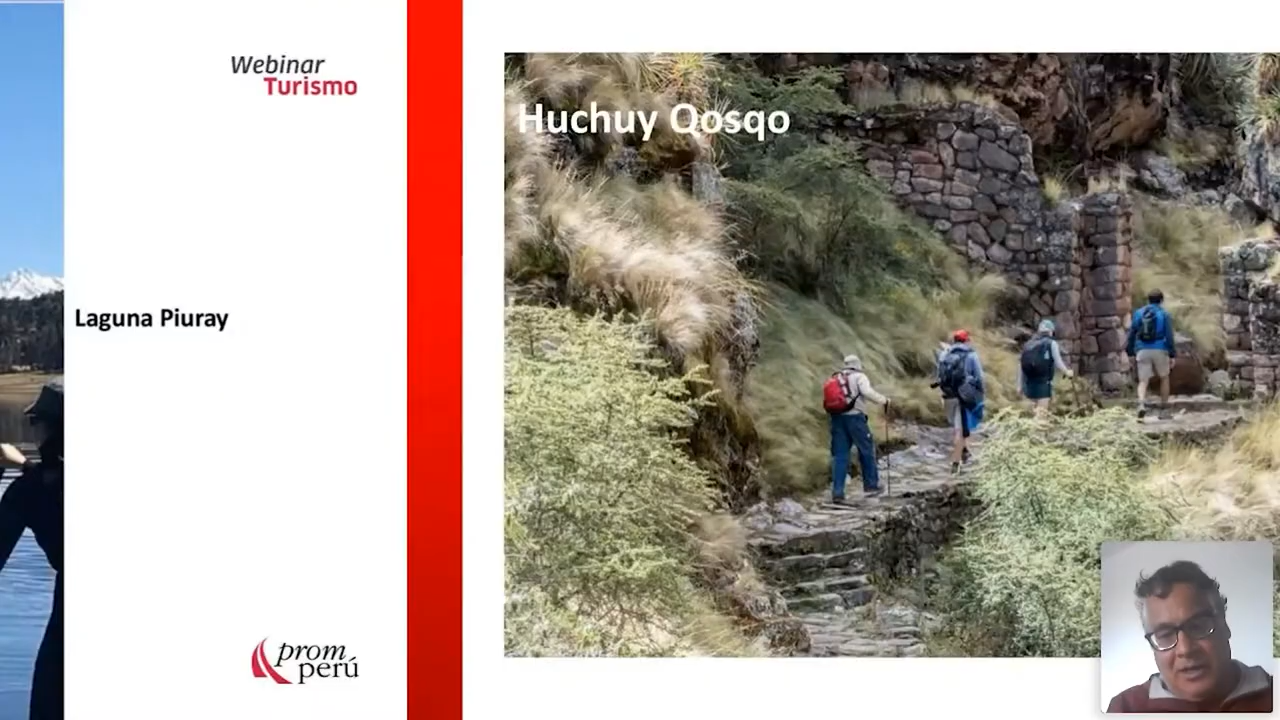 Webinar
Turismo
Laguna Piuray
prom
perú
Huchuy Qosqo